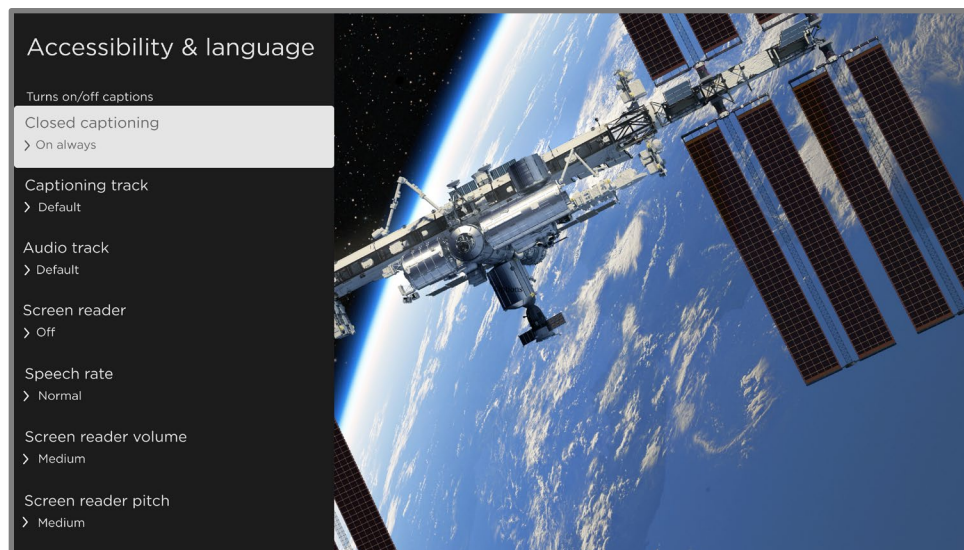 Accessibility & language
Turns on/off captions
Closed captioning
On always
Captioning track
Default
Audio track
Default
Screen reader
Off
Speech rate
Normal
Screen reader volume
Medium
Screen reader pitch
Medium